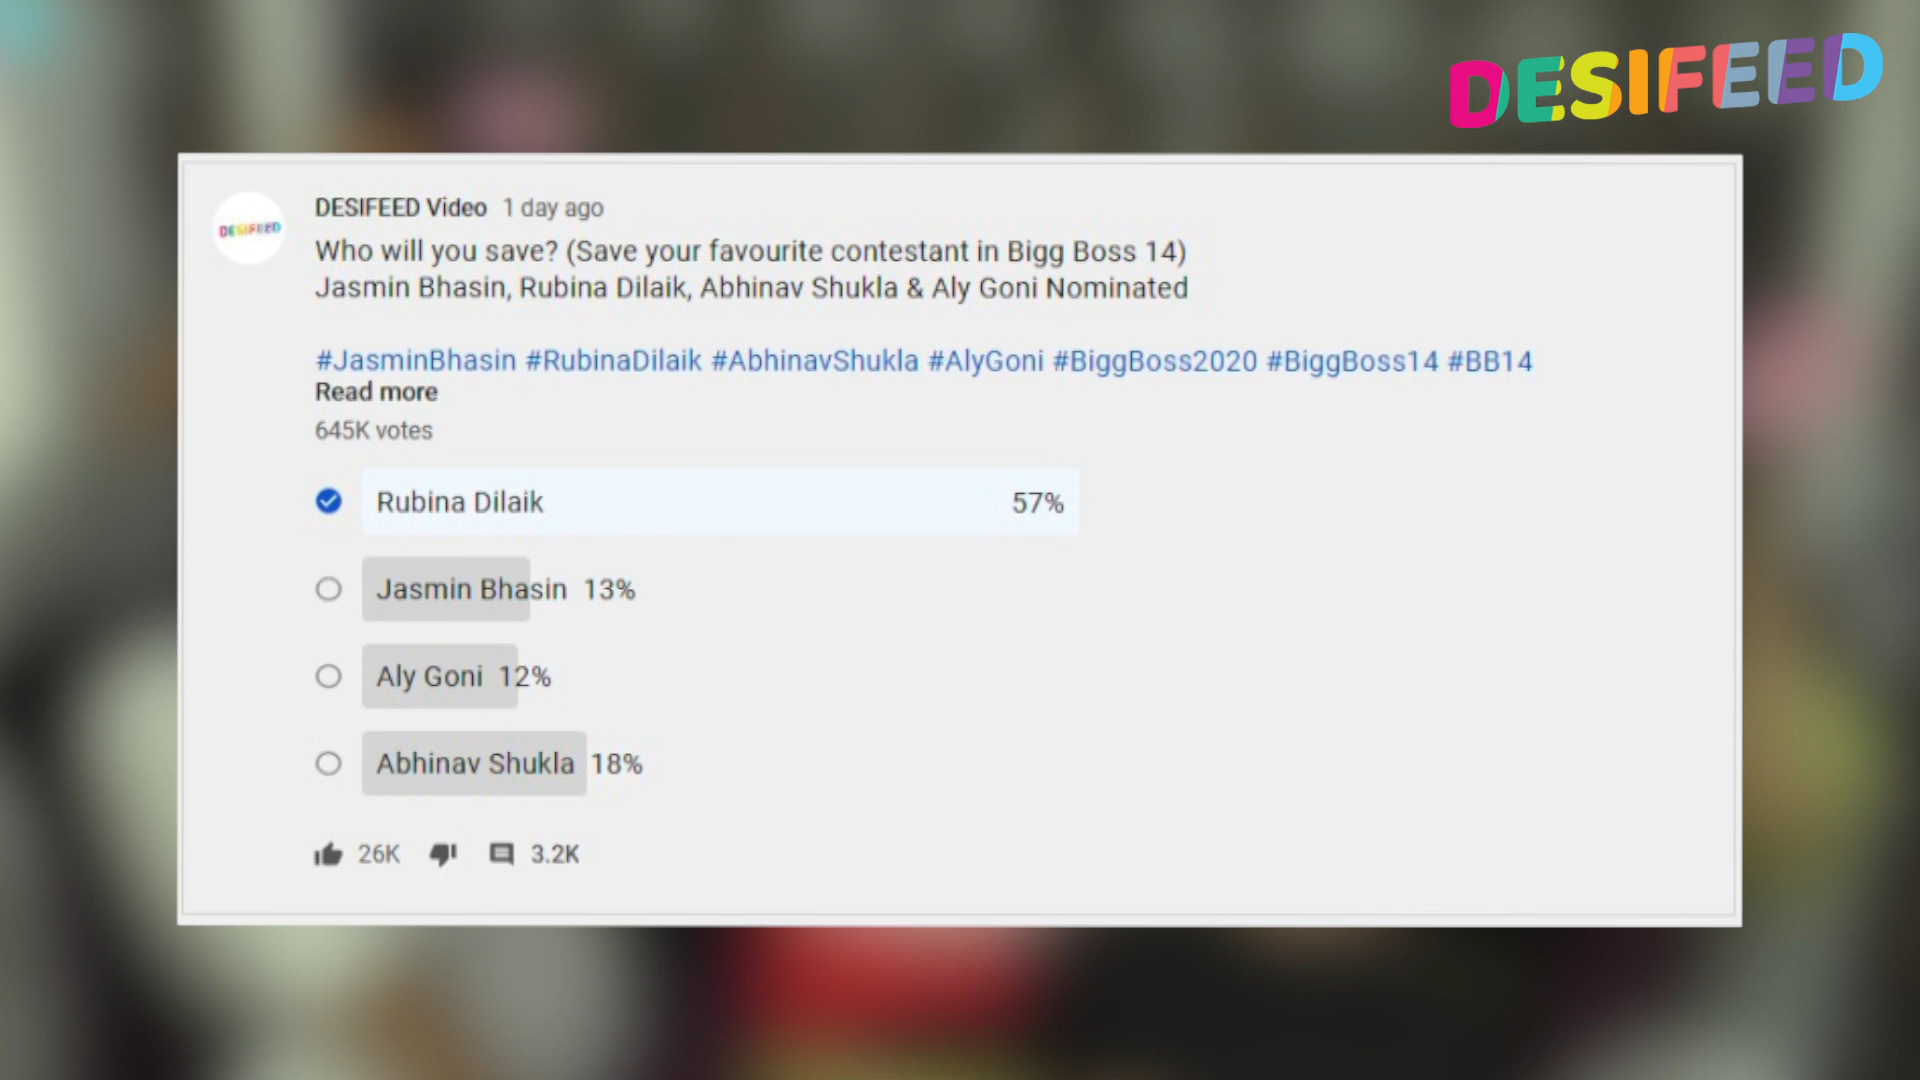 DESIFEED
DESIFEED
DESIFEED Video 1 day ago
Who will you save? (Save your favourite contestant in Bigg Boss 14)
Jasmin Bhasin, Rubina Dilaik, Abhinav Shukla & Aly Goni Nominated
#JasminBhasin #RubinaDilaik #AbhinavShukla #AlyGoni #BiggBoss2020 #BiggBoss14 #BB14
Read more
645K votes
Rubina Dilaik 57%
Jasmin Bhasin 13%
Aly Goni 12%
Abhinav Shukla 18%
26K 3.2K